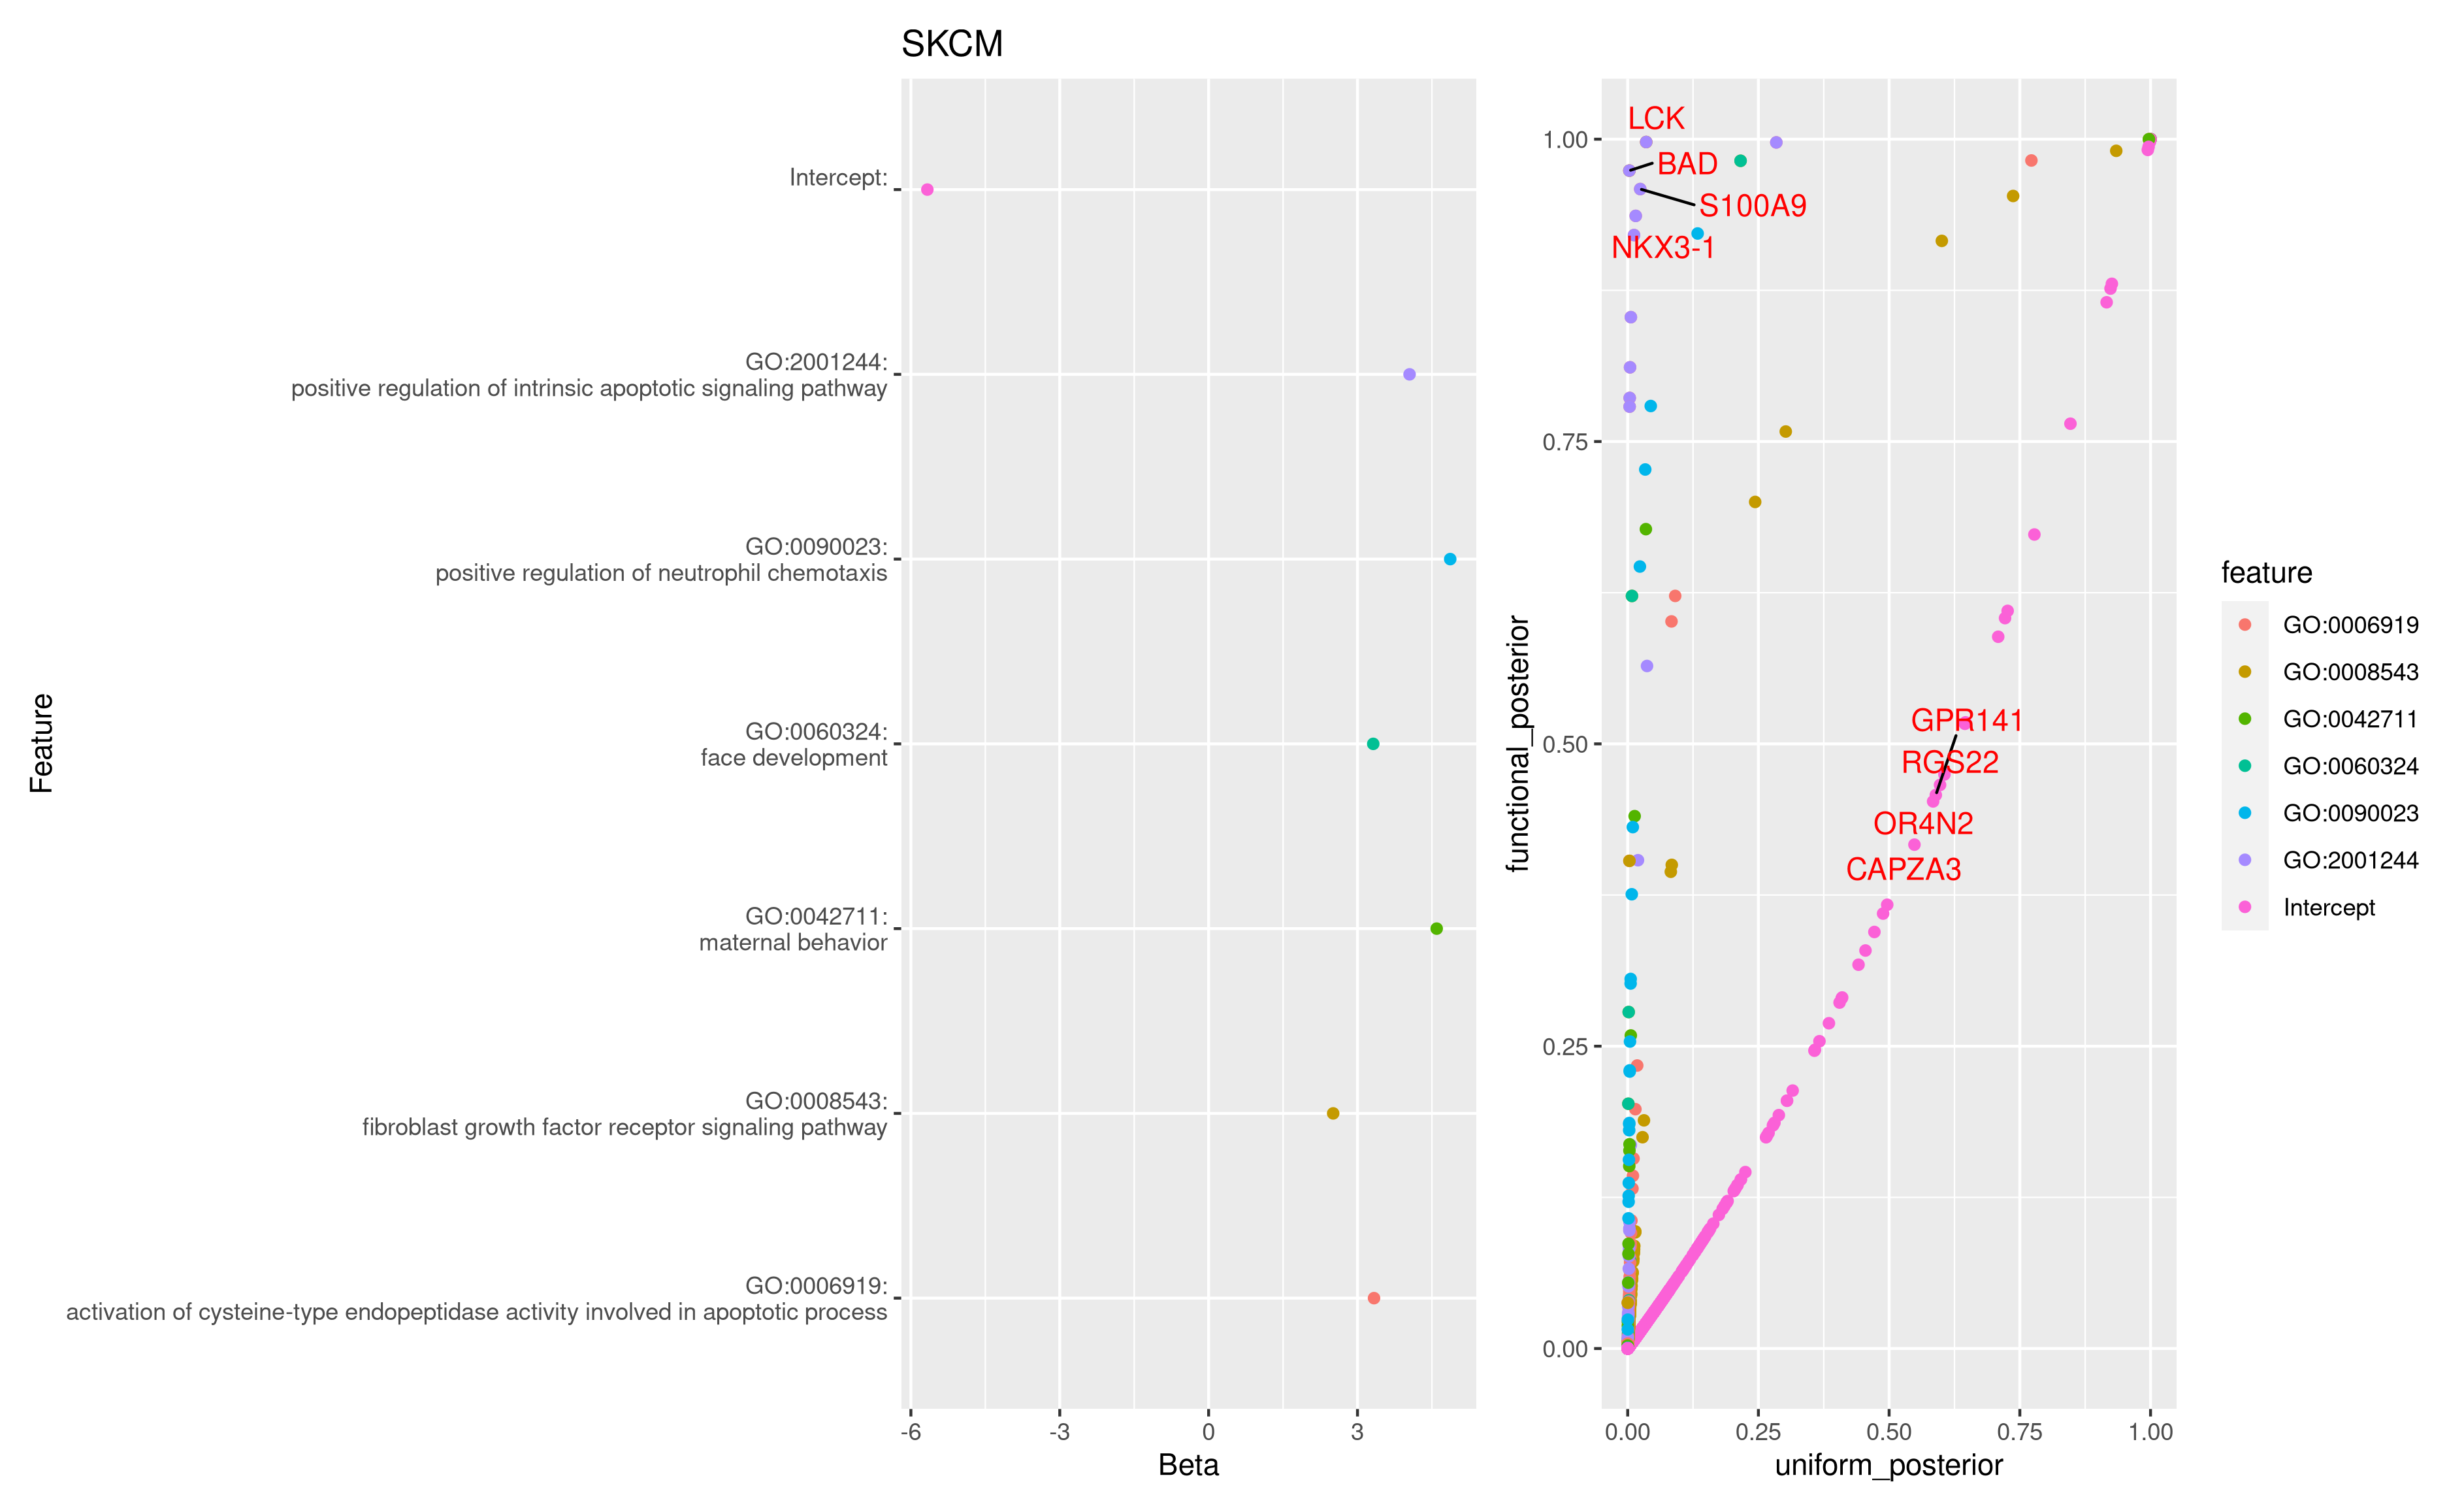 SKCM
Feature
Intercept:
GO:2001244:
positive regulation of intrinsic apoptotic signaling pathway
GO:0090023:
positive regulation of neutrophil chemotaxis
GO:0060324:
face development
GO:0042711:
maternal behavior
GO:0008543:
fibroblast growth factor receptor signaling pathway
GO:0006919:
activation of cysteine-type endopeptidase activity involved in apoptotic process
-6 -3 0 3
Beta
functional_posterior
1.00
0.75
0.50
0.25
0.00
LCK
BAD
S100A9
NKX3-1
GPR141
RGS22
OR4N2
CAPZA3
0.00 0.25 0.50 0.75 1.00
uniform_posterior
feature
GO:0006919
GO:0008543
GO:0042711
GO:0060324
GO:0090023
GO:2001244
Intercept